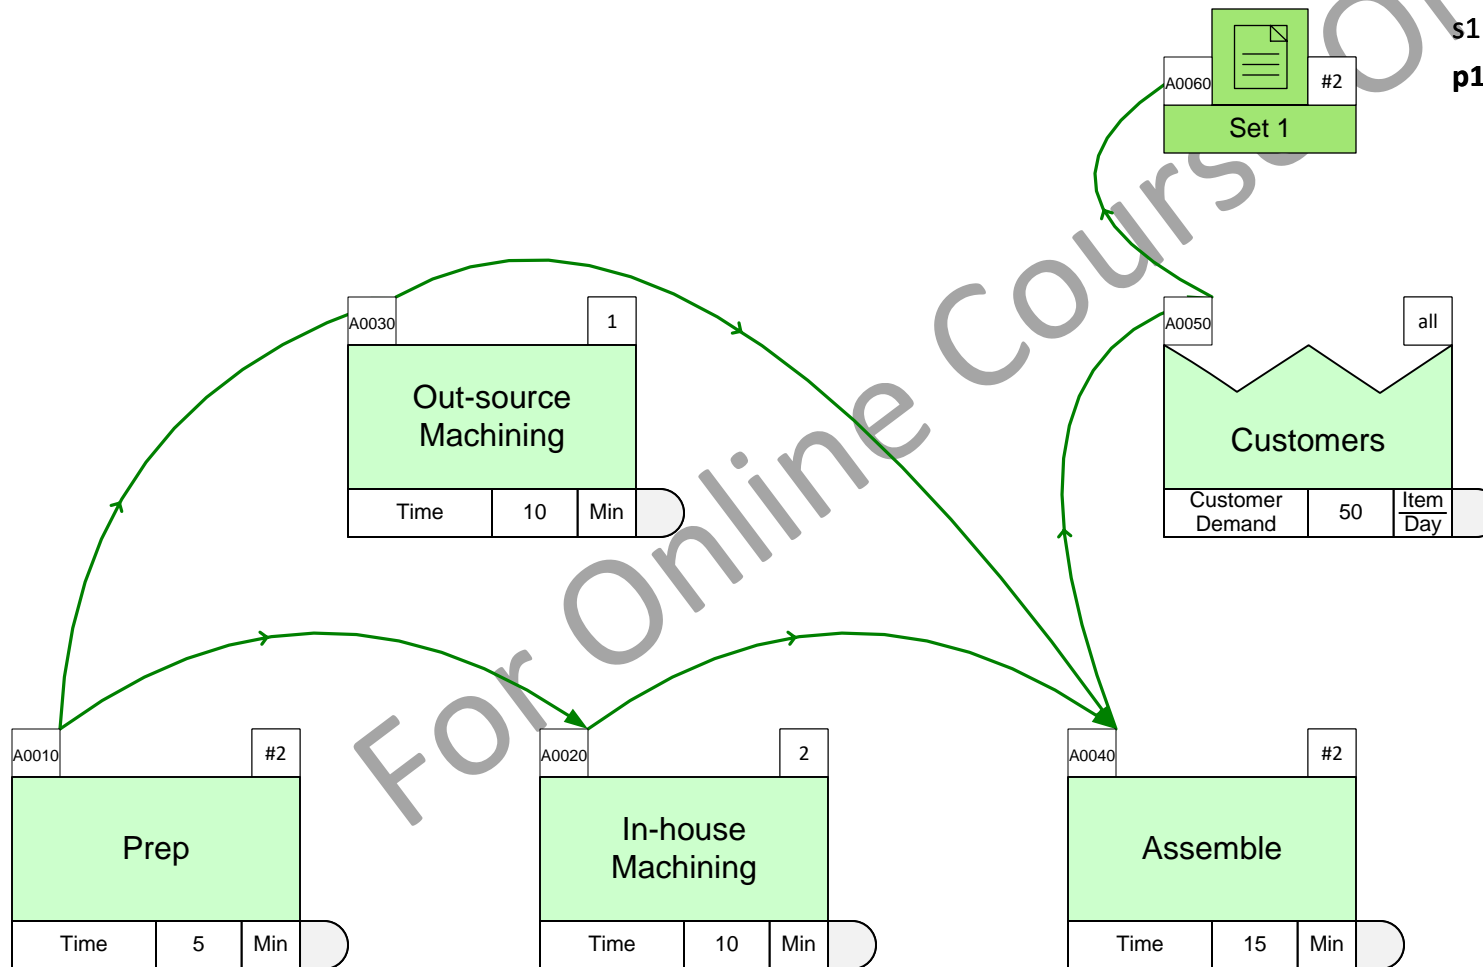 s1
A0060
#2
p1
Set 1
A0030
1
Out-source
Machining
Time 10 Min
A0050
all
Customers
Customer
Demand
50
Item
Day
For Online Course
A0010
#2
Prep
Time 5 Min
A0020
2
In-house
Machining
Time 10 Min
A0040
#2
Assemble
Time 15 Min